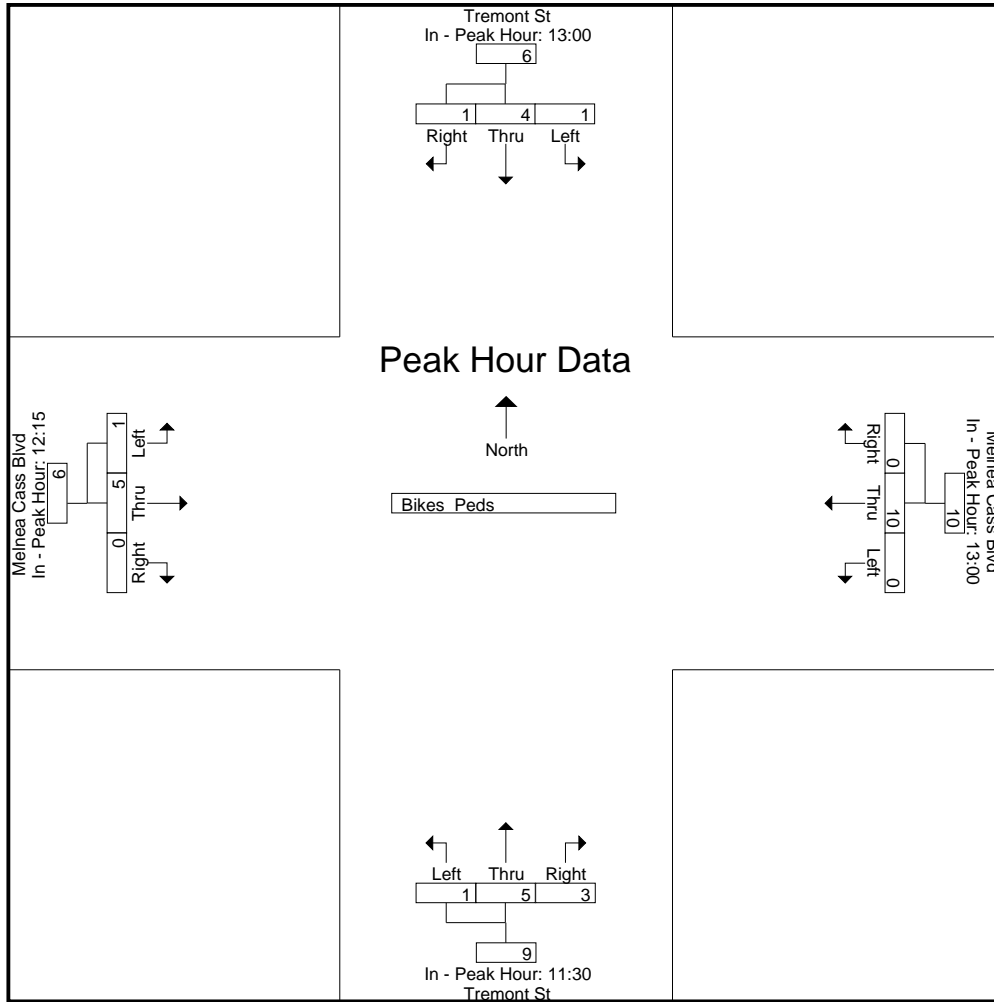 Tremont St
In - Peak Hour: 13:00
6
1 4 1
Right Thru Left
Peak Hour Data
North
Bikes Peds
Melnea Cass Blvd
In - Peak Hour: 12:15
6
1 5 0
Left Thru Right
Melnea Cass Blvd
In - Peak Hour: 13:00
10
0 10 0
Right Thru Left
Left Thru Right
1 5 3
9
In - Peak Hour: 11:30
Tremont St